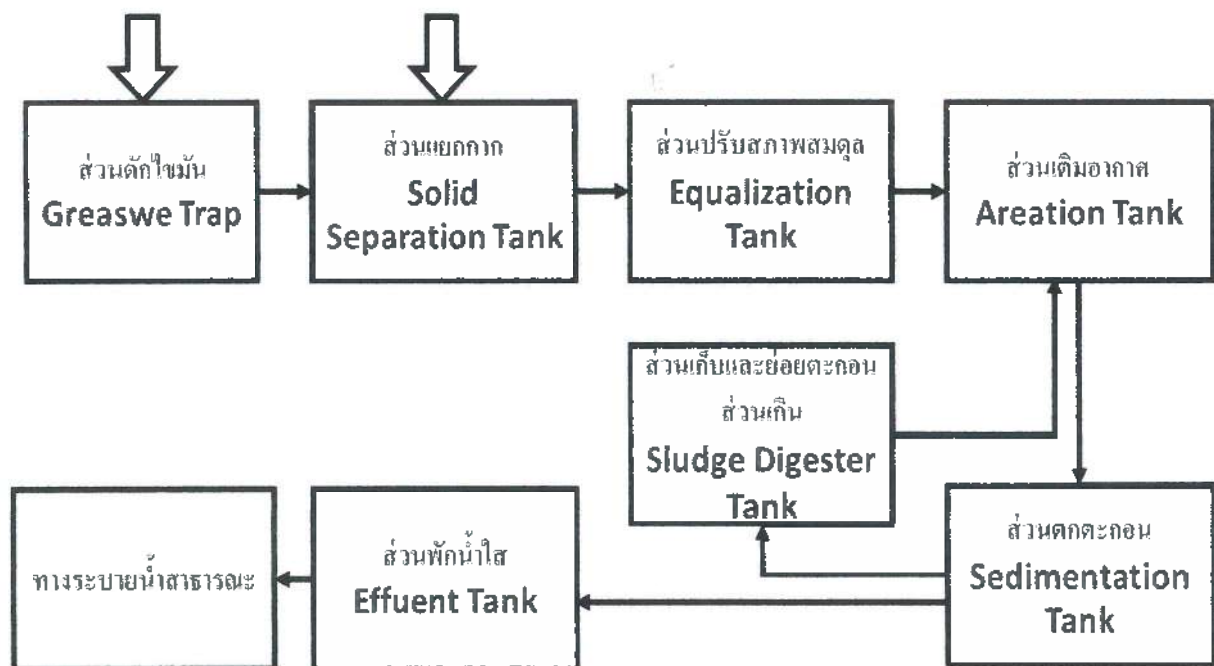 ส่วนดักไขมัน
Greaswe Trap
ส่วนแยกกาก
Solid
Separation Tank
ส่วนปรับสภาพสมดุล
Equalization
Tank
ส่วนเติมอากาศ
Areation Tank
ส่วนเก็บและย่อยตะกอน
ส่วนเกิน
Sludge Digester
Tank
ส่วนตกตะกอน
Sedimentation
Tank
ส่วนพักน้ำใส
Effuent Tank
ทางระบายน้ำสาธารณะ